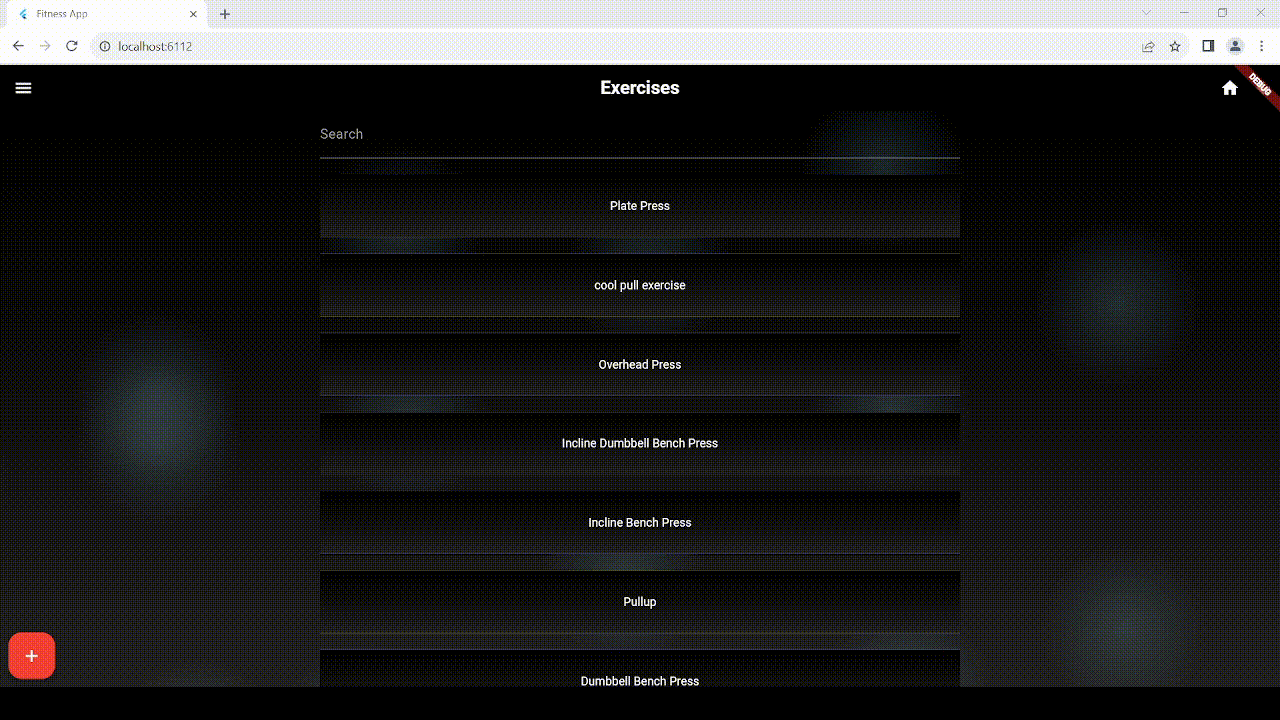 Fitness App
localhost:6112
Exercises
DEBUG
Search
Plate Press
cool pull exercise
Overhead Press
Incline Dumbbell Bench Press
Incline Bench Press
Pullup
Dumbbell Bench Press